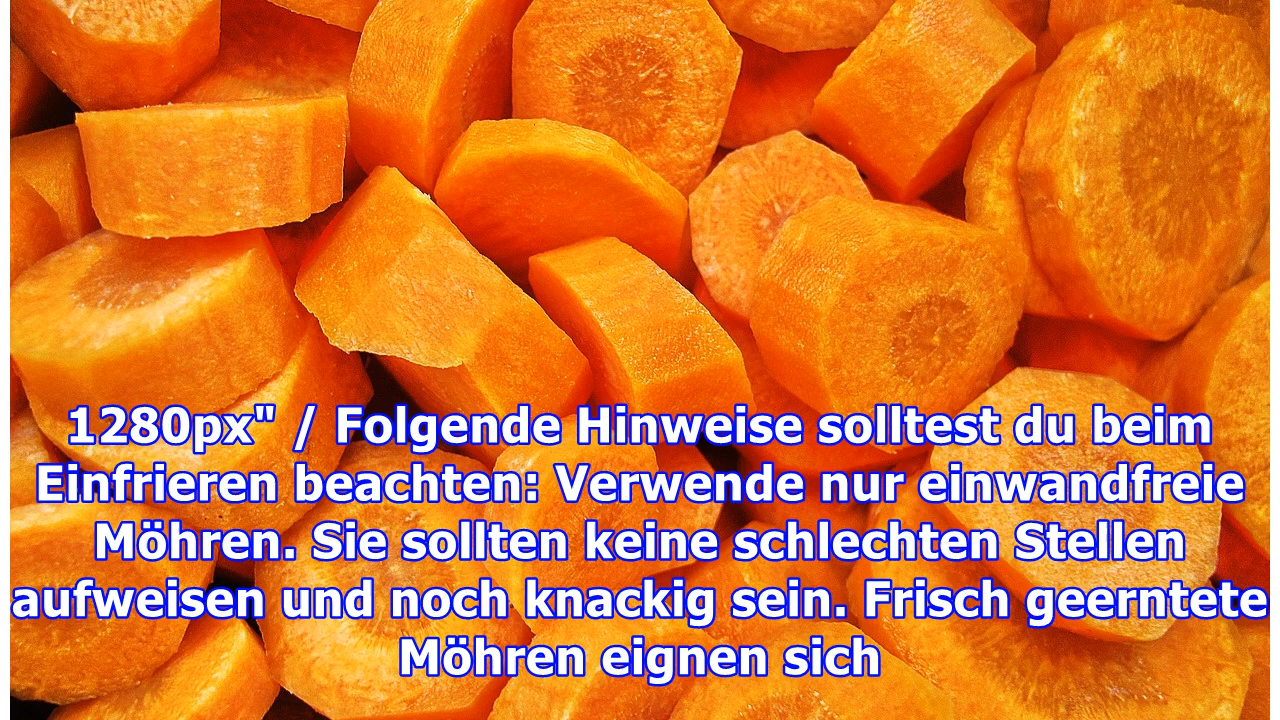 1280px" / Folgende Hinweise solltest du beim
Einfrieren beachten: Verwende nur einwandfreie
Möhren. Sie sollten keine schlechten Stellen
aufweisen und noch knackig sein. Frisch geerntete
Möhren eignen sich